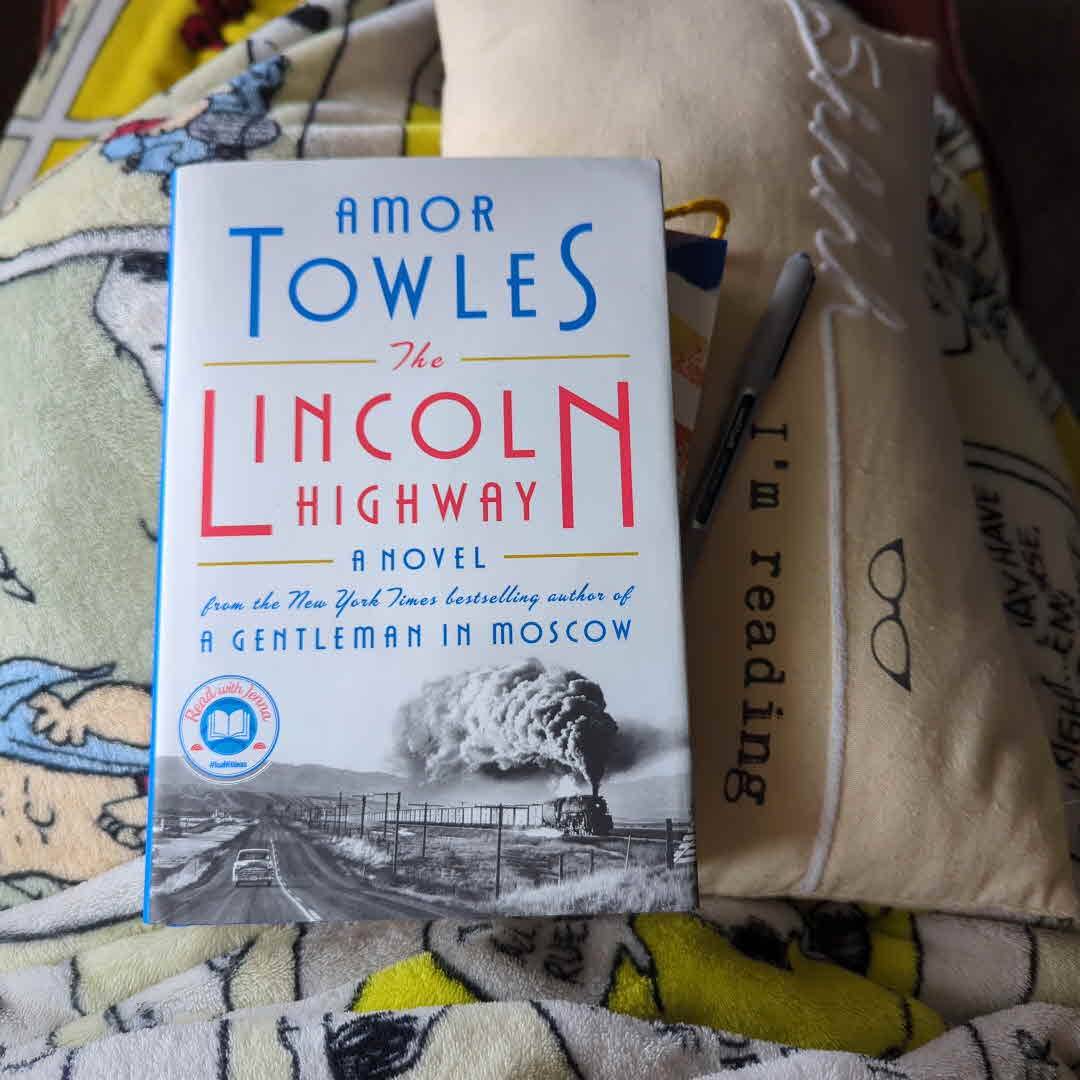 AMOR
TOWLES
The
LINCOLN
HIGHWAY
A NOVEL
from the New York Times bestselling author of
A GENTLEMAN IN MOSCOW
Read with Jenna
Shhhh
I'm reading